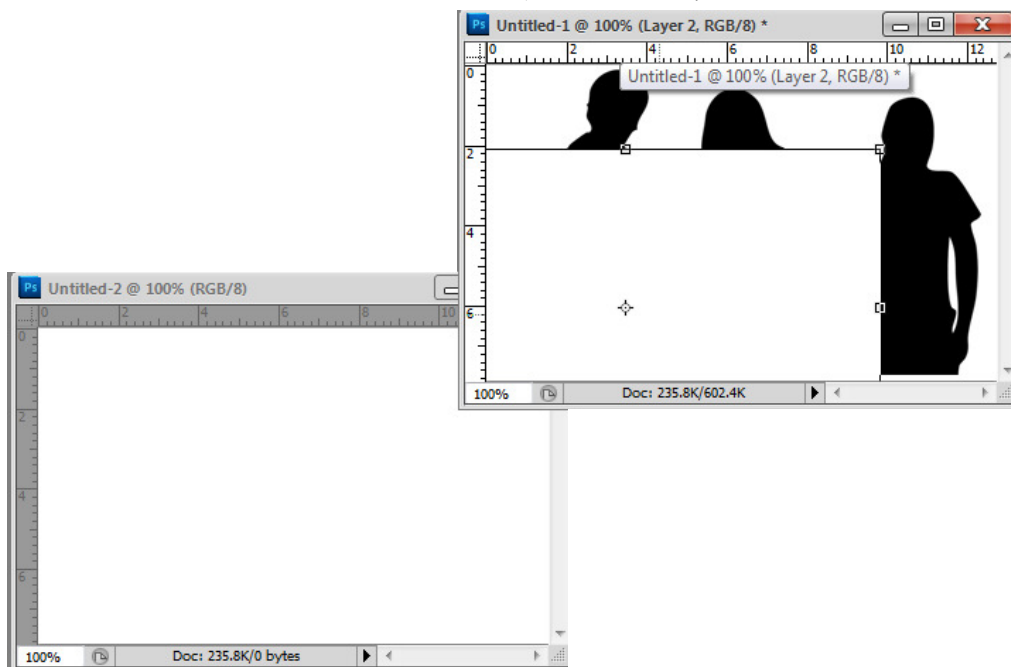 Ps Untitled-1 @ 100% (Layer 2, RGB/8) *
0 2 4 6 8 10 12
Untitled-1 @ 100% (Layer 2, RGB/8) *
0
2
4
6
100% Doc: 235.8K/602.4K
Ps Untitled-2 @ 100% (RGB/8)
0 2 4 6 8 10
0
2
4
6
100% Doc: 235.8K/0 bytes